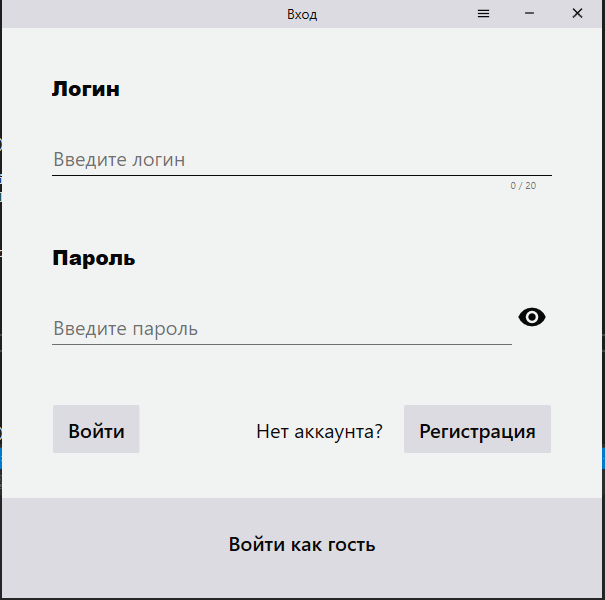 Вход
Логин
Введите логин
0 / 20
Пароль
Введите пароль
Войти Нет аккаунта? Регистрация
Войти как гость